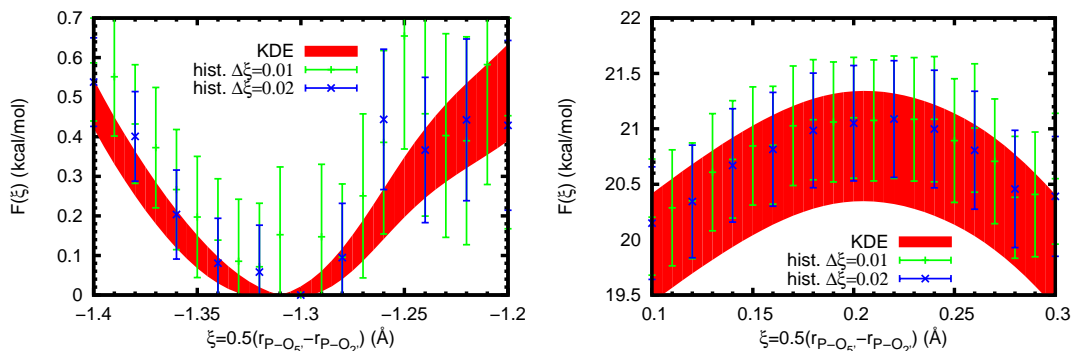 F(ξ) (kcal/mol)
0.7
0.6
0.5
0.4
0.3
0.2
0.1
0
KDE
hist. Δξ=0.01
hist. Δξ=0.02
-1.4 -1.35 -1.3 -1.25 -1.2
ξ=0.5(rP-O5'-rP-O2') (Å)
F(ξ) (kcal/mol)
22
21.5
21
20.5
20
19.5
KDE
hist. Δξ=0.01
hist. Δξ=0.02
0.1 0.15 0.2 0.25 0.3
ξ=0.5(rP-O5'-rP-O2') (Å)